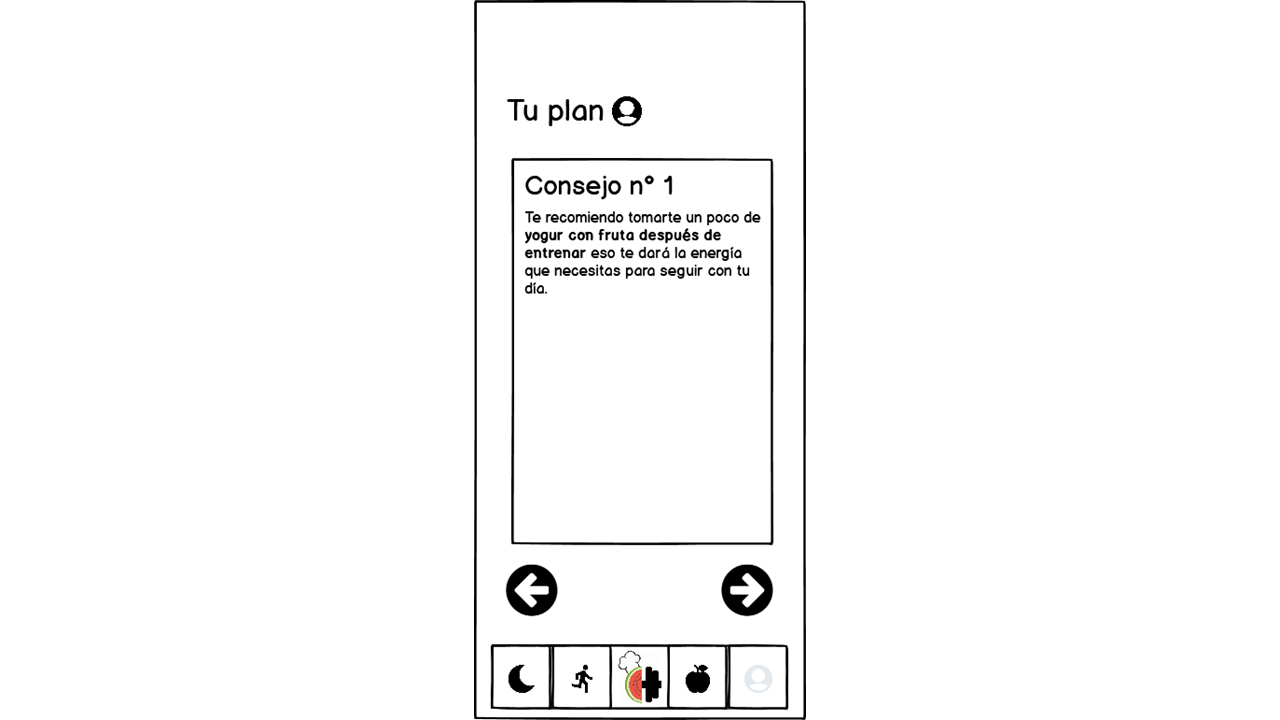 Tu plan
Consejo n° 1
Te recomiendo tomarte un poco de
yogur con fruta después de
entrenar eso te dará la energía
que necesitas para seguir con tu
día.